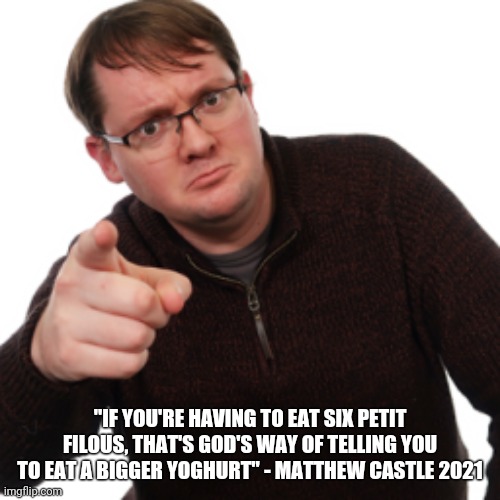 "IF YOU'RE HAVING TO EAT SIX PETIT
FILOUS, THAT'S GOD'S WAY OF TELLING YOU
TO EAT A BIGGER YOGHURT" - MATTHEW CASTLE 2021
imgflip.com